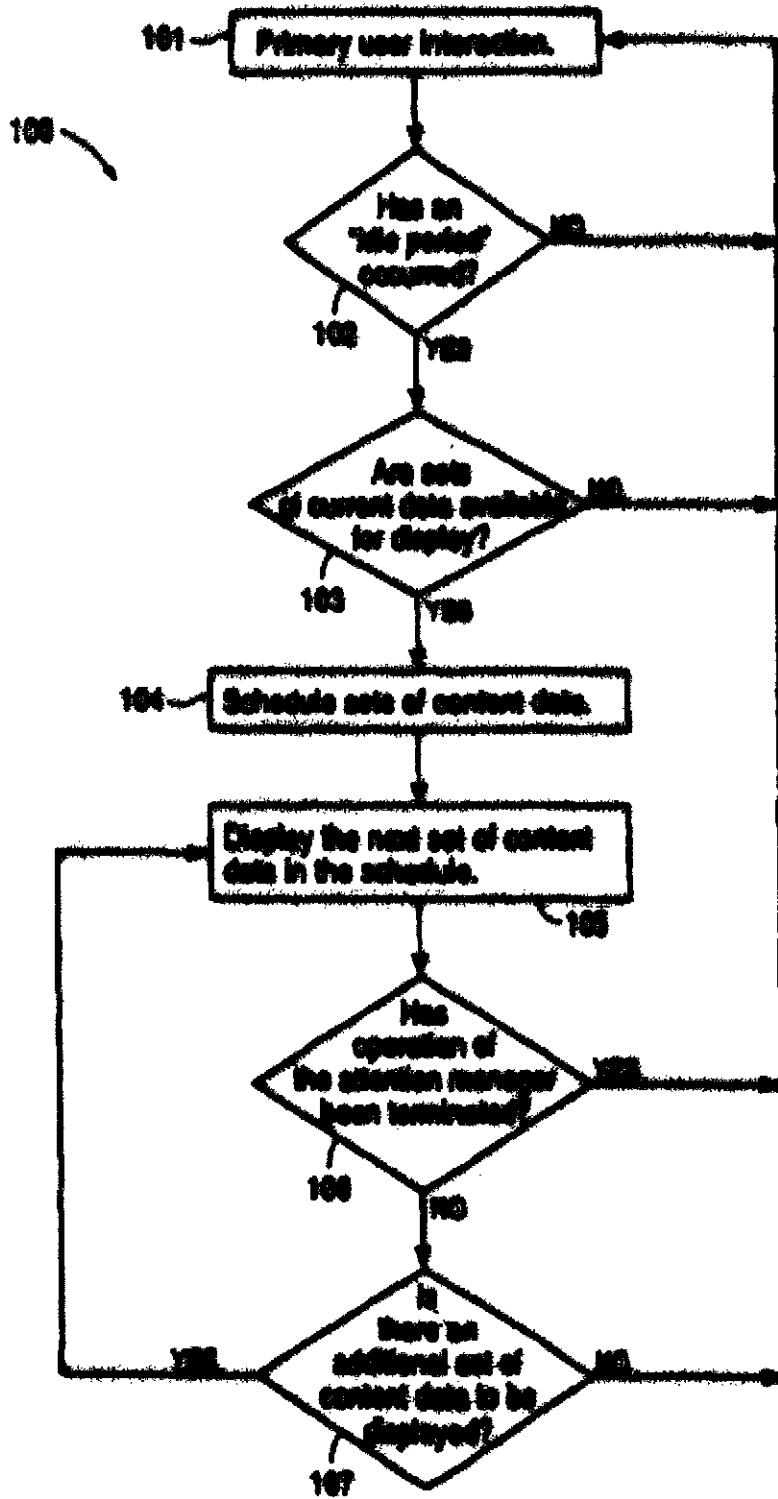 101
Primary user interaction.
100
Has an
"idle period"
occurred?
NO
102
YES
Are sets
of current data available
for display?
NO
103
YES
104
Schedule sets of content data.
Display the next set of content
data in the schedule.
105
Has
operation of
the attention manager
been terminated?
YES
106
NO
Is
there an
additional set of
content data to be
displayed?
YES
NO
107